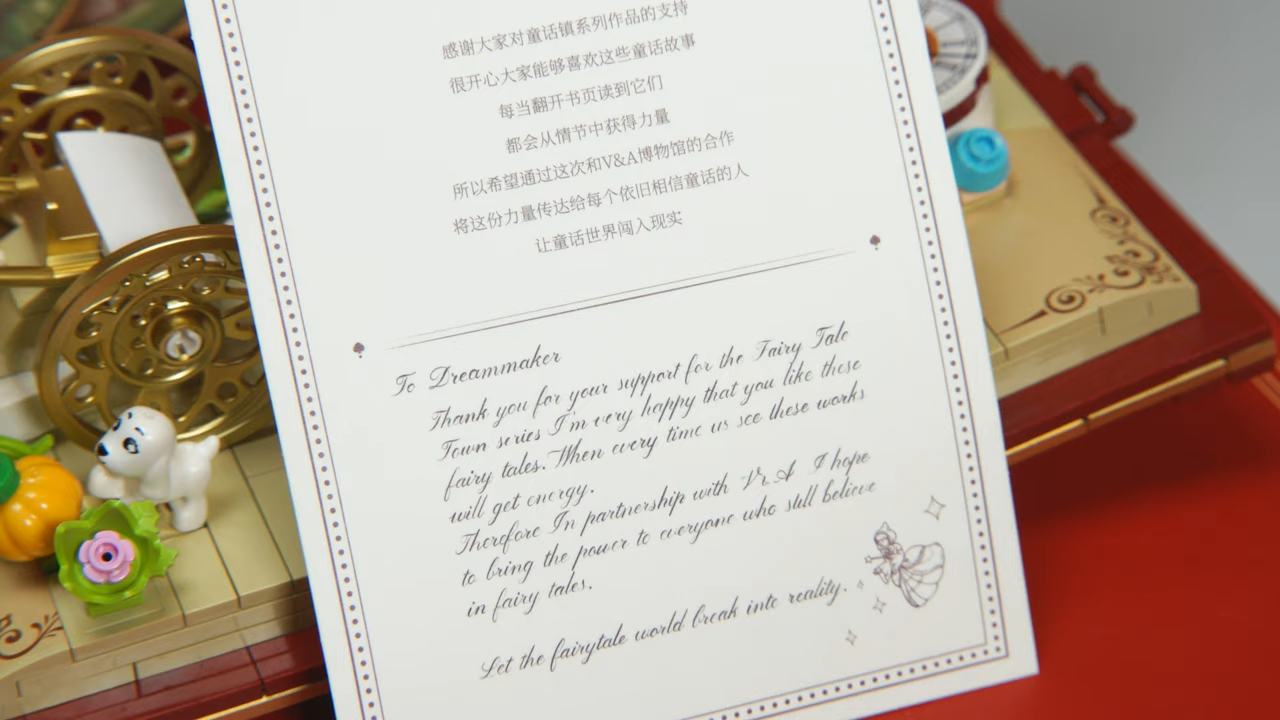 感谢大家对童话镇系列作品的支持
很开心大家能够喜欢这些童话故事
每当翻开书页读到它们
都会从情节中获得力量
所以希望通过这次和V&A博物馆的合作
将这份力量传达给每个依旧相信童话的人
让童话世界闯入现实
To Dreammaker
Thank you for your support for the Fairy Tale
Town series I'm very happy that you like these
fairy tales. When every time us see these works
will get energy.
Therefore In partnership with V&A I hope
to bring the power to everyone who still believe
in fairy tales.
Let the fairytale world break into reality.